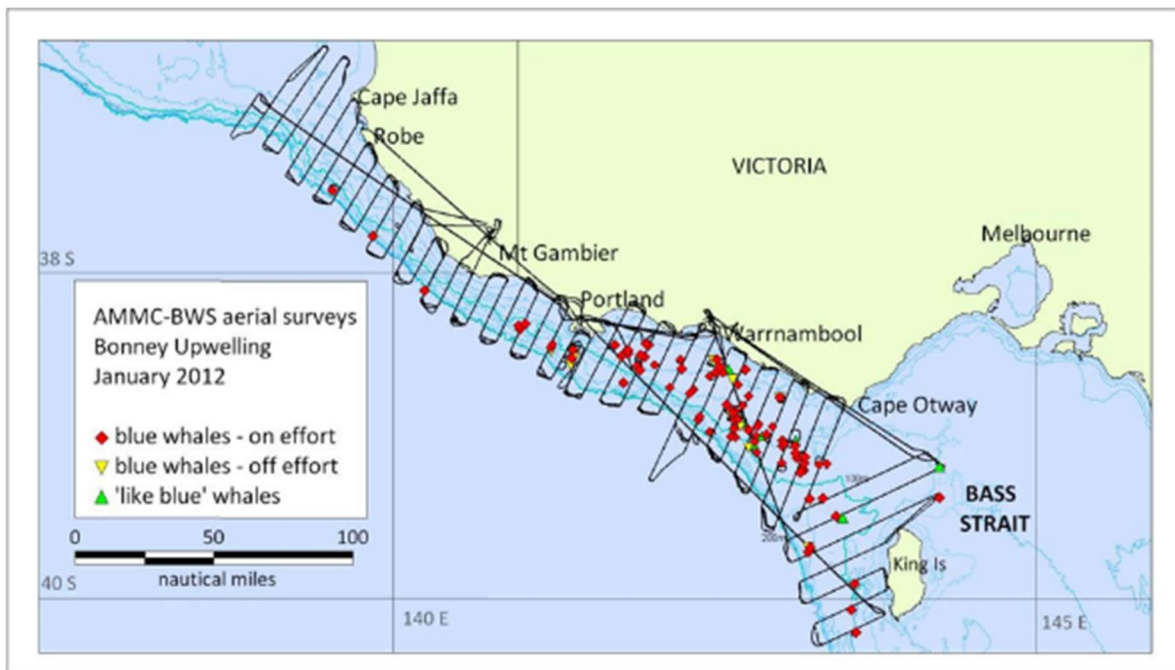 Cape Jaffa
Robe
VICTORIA
Melbourne
Mt Gambier
38 S
Portland
Warrnambool
AMMC-BWS aerial surveys
Bonney Upwelling
January 2012
blue whales - on effort
blue whales - off effort
'like blue' whales
0 50 100
nautical miles
Cape Otway
100m
BASS
STRAIT
200m
King Is
40 S
140 E
145 E